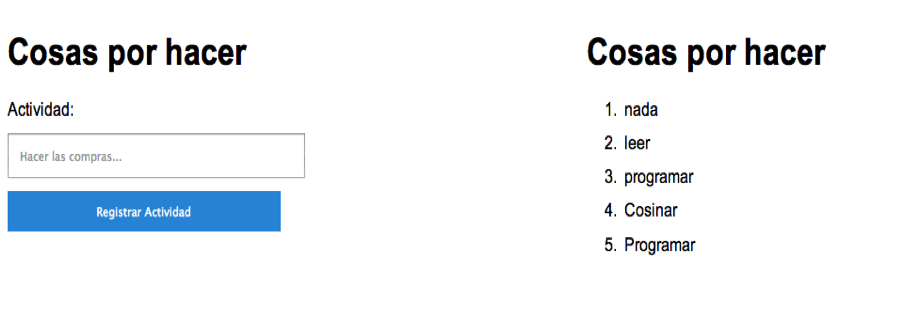 Cosas por hacer
Actividad:
Hacer las compras...
Registrar Actividad
Cosas por hacer
1. nada
2. leer
3. programar
4. Cosinar
5. Programar